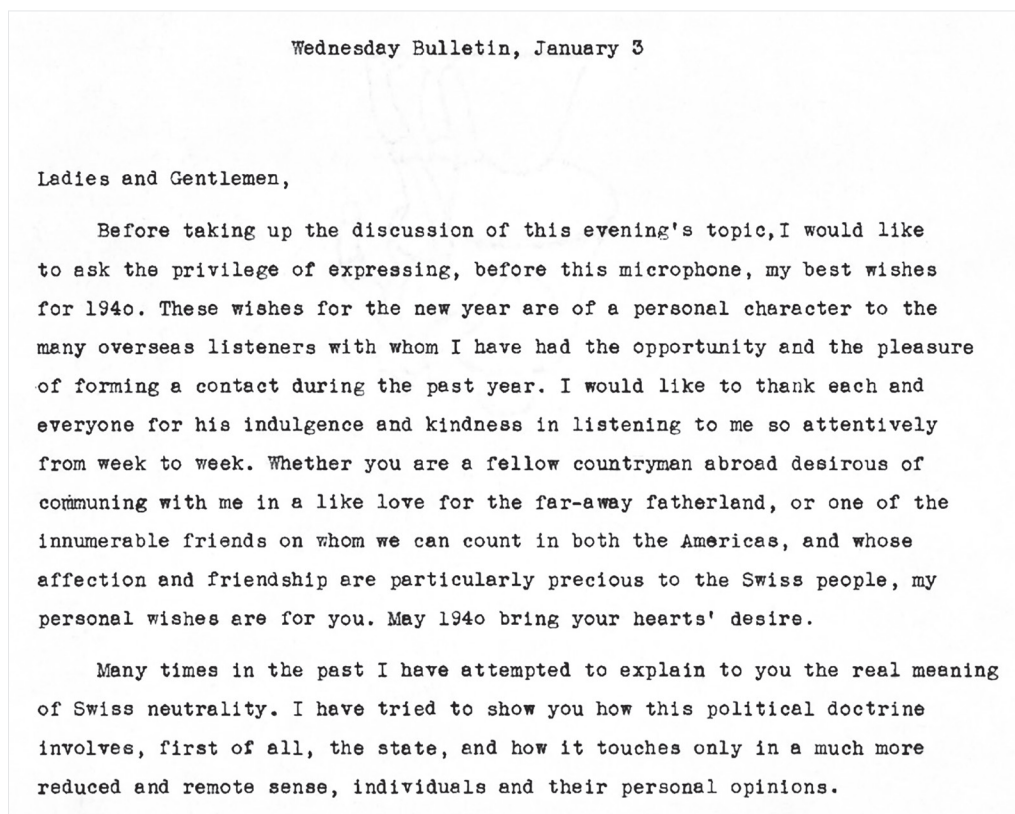 Wednesday Bulletin, January 3
Ladies and Gentlemen,
Before taking up the discussion of this evening's topic,I would like
to ask the privilege of expressing, before this microphone, my best wishes
for 194o. These wishes for the new year are of a personal character to the
many overseas listeners with whom I have had the opportunity and the pleasure
of forming a contact during the past year. I would like to thank each and
everyone for his indulgence and kindness in listening to me so attentively
from week to week. Whether you are a fellow countryman abroad desirous of
communing with me in a like love for the far-away fatherland, or one of the
innumerable friends on whom we can count in both the Americas, and whose
affection and friendship are particularly precious to the Swiss people, my
personal wishes are for you. May 194o bring your hearts' desire.
Many times in the past I have attempted to explain to you the real meaning
of Swiss neutrality. I have tried to show you how this political doctrine
involves, first of all, the state, and how it touches only in a much more
reduced and remote sense, individuals and their personal opinions.